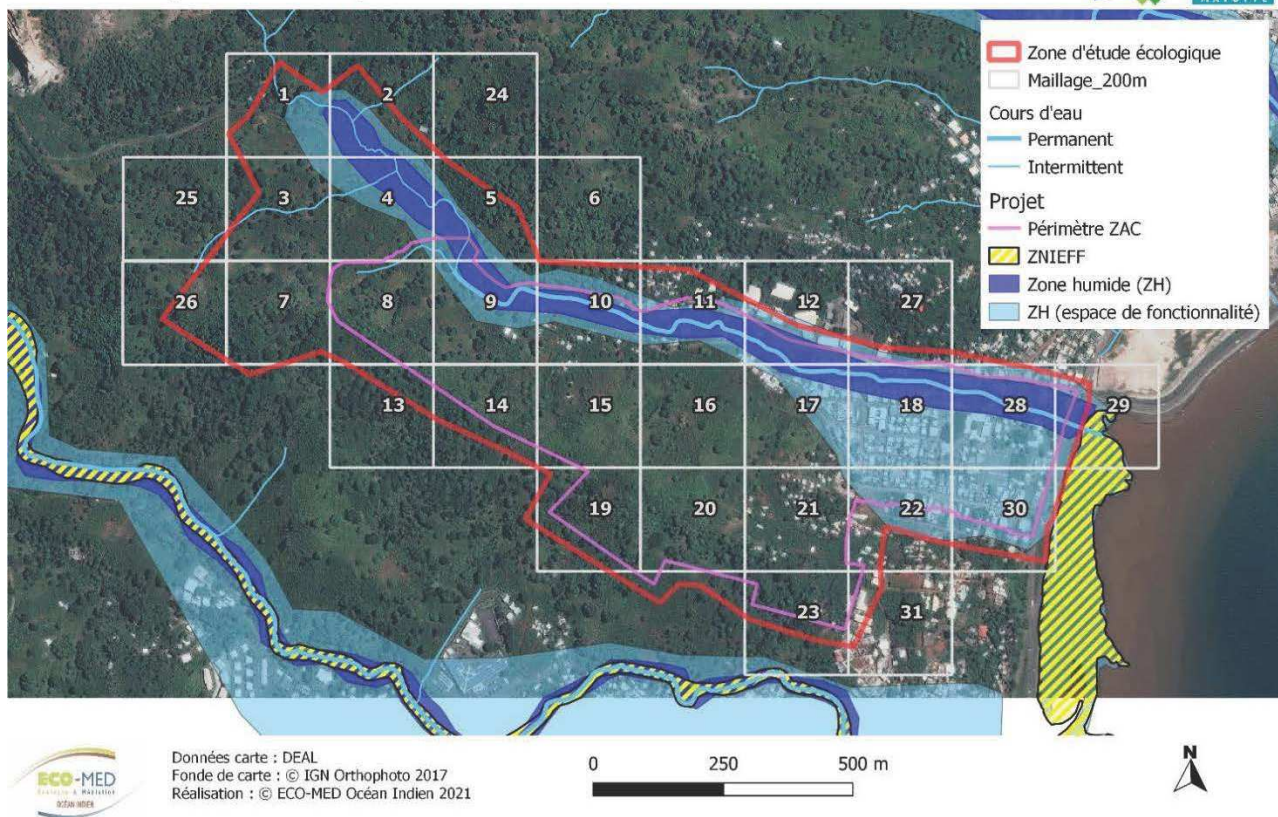 MAYOTTE
Zone d'étude écologique
Maillage_200m
Cours d'eau
Permanent
Intermittent
Projet
Périmètre ZAC
ZNIEFF
Zone humide (ZH)
ZH (espace de fonctionnalité)
1
2
24
25
3
4
5
6
26
7
8
9
10
11
12
27
13
14
15
16
17
18
28
29
19
20
21
22
30
23
31
ECO-MED
OCÉAN INDIEN
Données carte : DEAL
Fonde de carte : © IGN Orthophoto 2017
Réalisation : © ECO-MED Océan Indien 2021
0 250 500 m
N